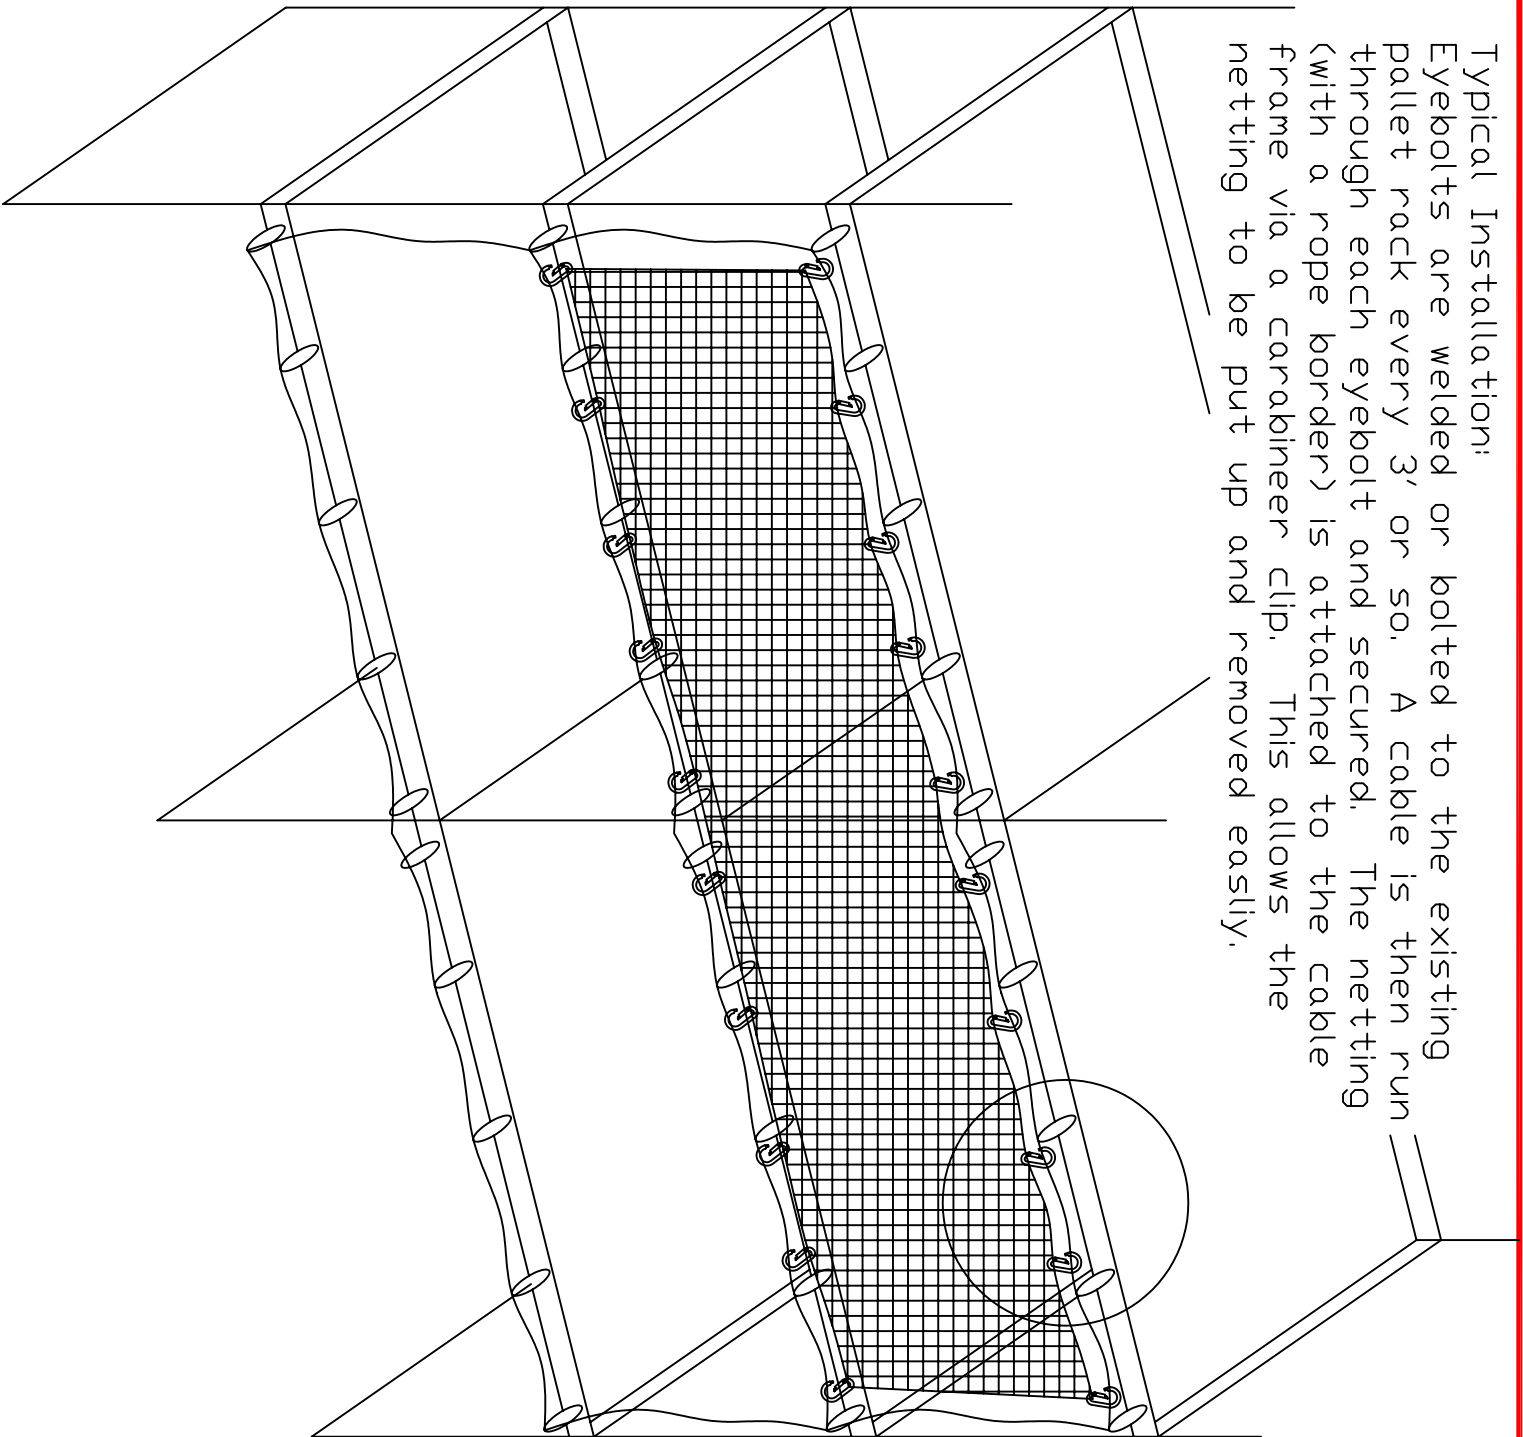 Typical Installation:
Eyebolts are welded or bolted to the existing
pallet rack every 3' or so. A cable is then run
through each eyebolt and secured. The netting
(with a rope border) is attached to the cable
frame via a carabineer clip. This allows the
netting to be put up and removed easliy.